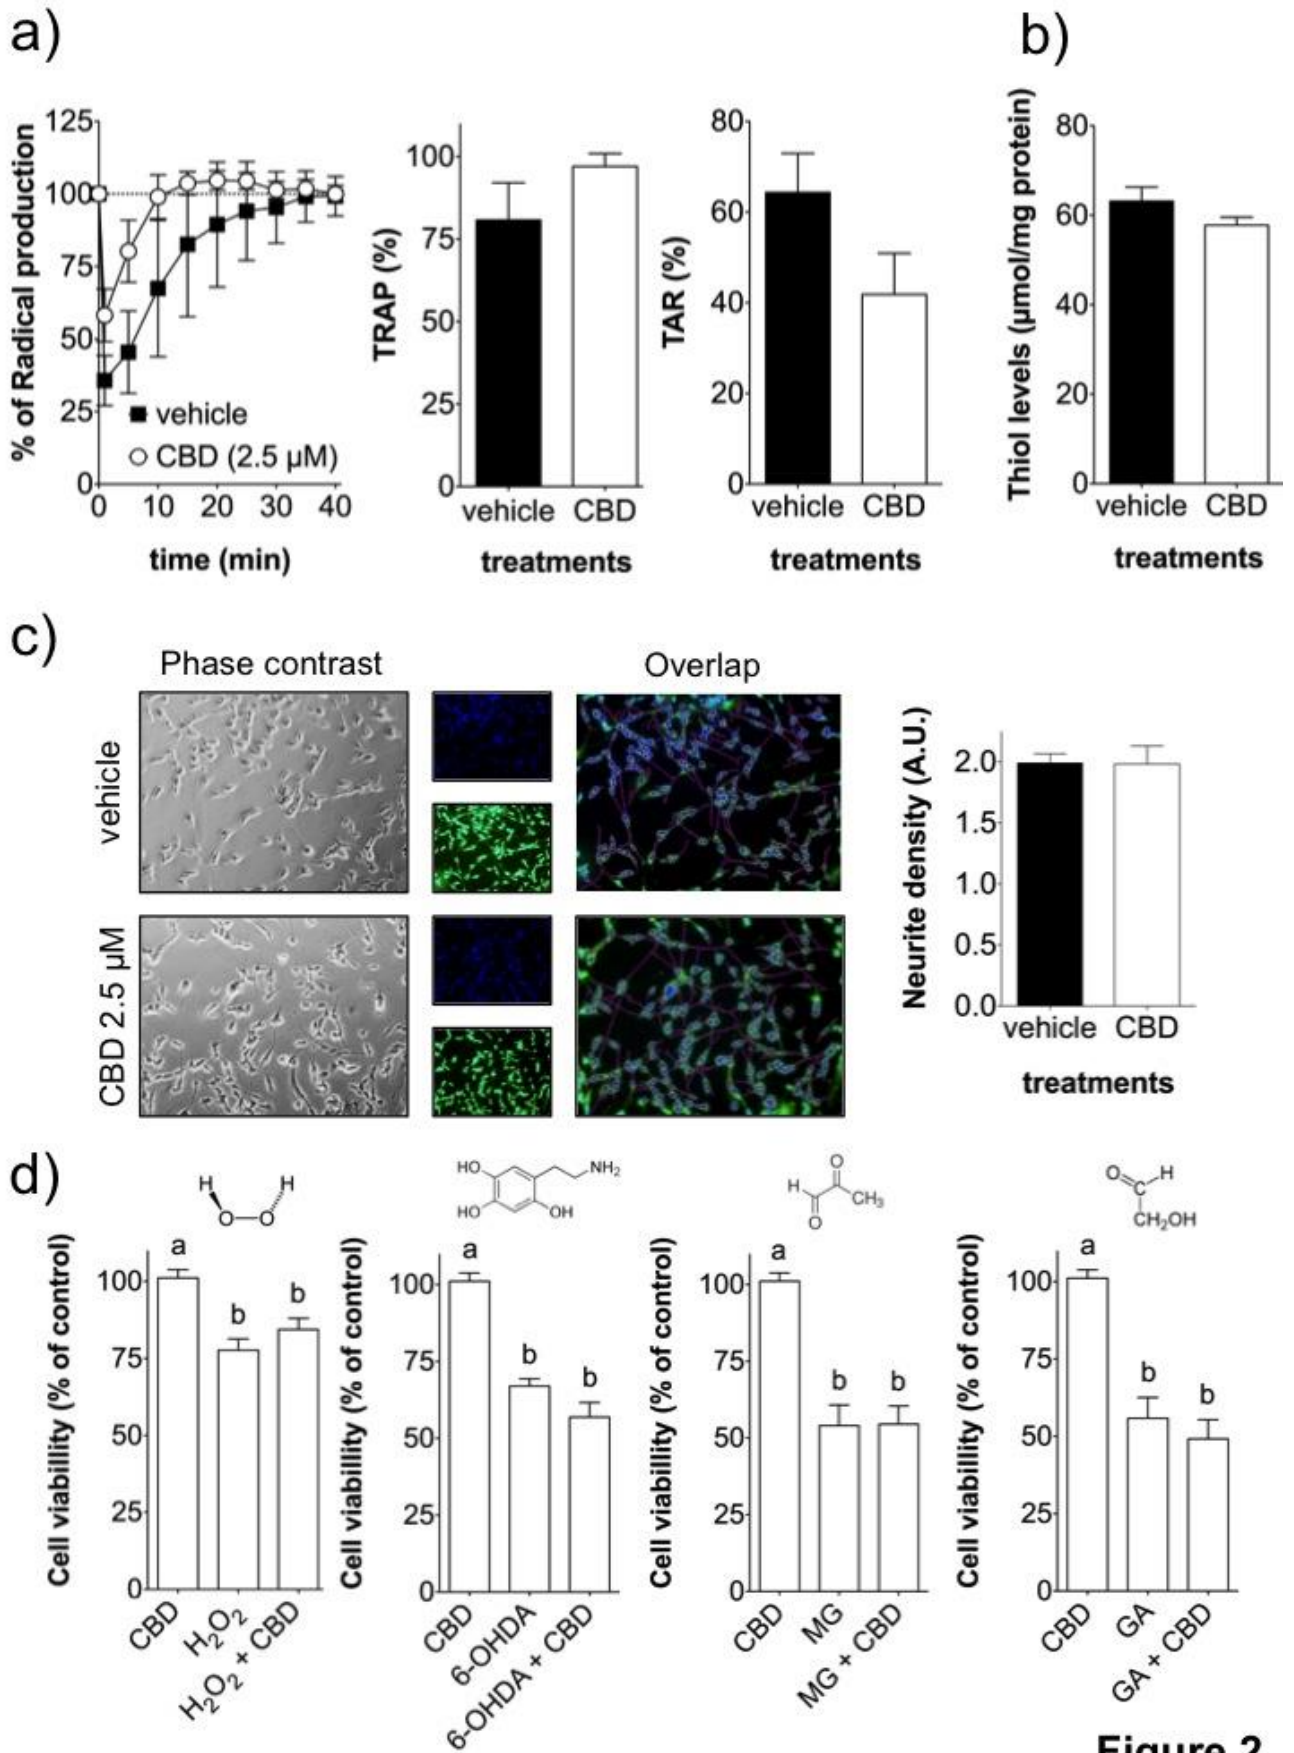 a)
b)
% of Radical production
125
100
75
50
25
0
vehicle
CBD (2.5 µM)
0 10 20 30 40
time (min)
TRAP (%)
100
75
50
25
0
vehicle CBD
treatments
TAR (%)
80
60
40
20
0
vehicle CBD
treatments
Thiol levels (µmol/mg protein)
80
60
40
20
0
vehicle CBD
treatments
c)
Phase contrast
Overlap
vehicle
CBD 2.5 µM
Neurite density (A.U.)
2.0
1.5
1.0
0.5
0.0
vehicle CBD
treatments
d)
H H
O O
Cell viabillity (% of control)
100
75
50
25
0
a
b
b
CBD
H₂O₂
H₂O₂ + CBD
HO
NH₂
HO
OH
Cell viabillity (% of control)
100
75
50
25
0
a
b
b
CBD
6-OHDA
6-OHDA + CBD
O
H
CH₃
O
Cell viabillity (% of control)
100
75
50
25
0
a
b
b
CBD
MG
MG + CBD
O H
C
CH₂OH
Cell viabillity (% of control)
100
75
50
25
0
a
b
b
CBD
GA
GA + CBD
Figure 2